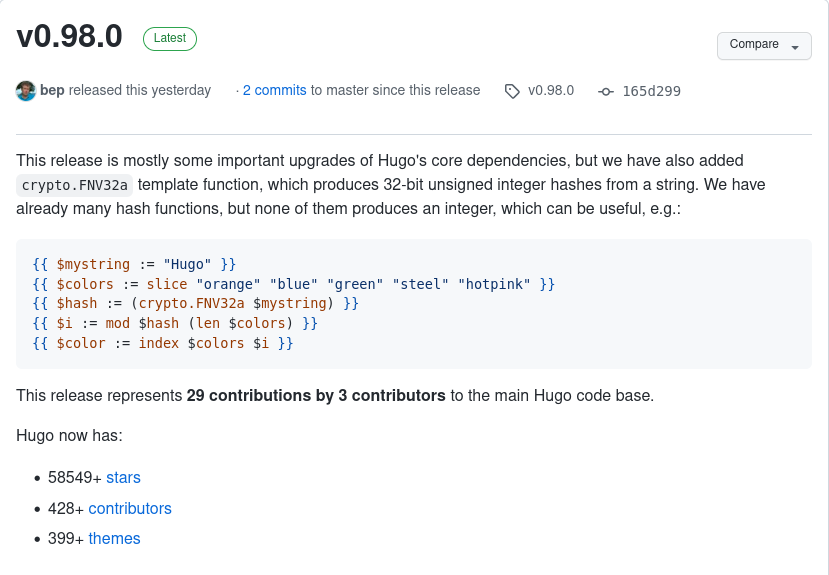 v0.98.0 Latest
Compare
bep released this yesterday · 2 commits to master since this release v0.98.0 165d299
This release is mostly some important upgrades of Hugo's core dependencies, but we have also added
crypto.FNV32a template function, which produces 32-bit unsigned integer hashes from a string. We have
already many hash functions, but none of them produces an integer, which can be useful, e.g.:
{{ $mystring := "Hugo" }}
{{ $colors := slice "orange" "blue" "green" "steel" "hotpink" }}
{{ $hash := (crypto.FNV32a $mystring) }}
{{ $i := mod $hash (len $colors) }}
{{ $color := index $colors $i }}
This release represents 29 contributions by 3 contributors to the main Hugo code base.
Hugo now has:
• 58549+ stars
• 428+ contributors
• 399+ themes